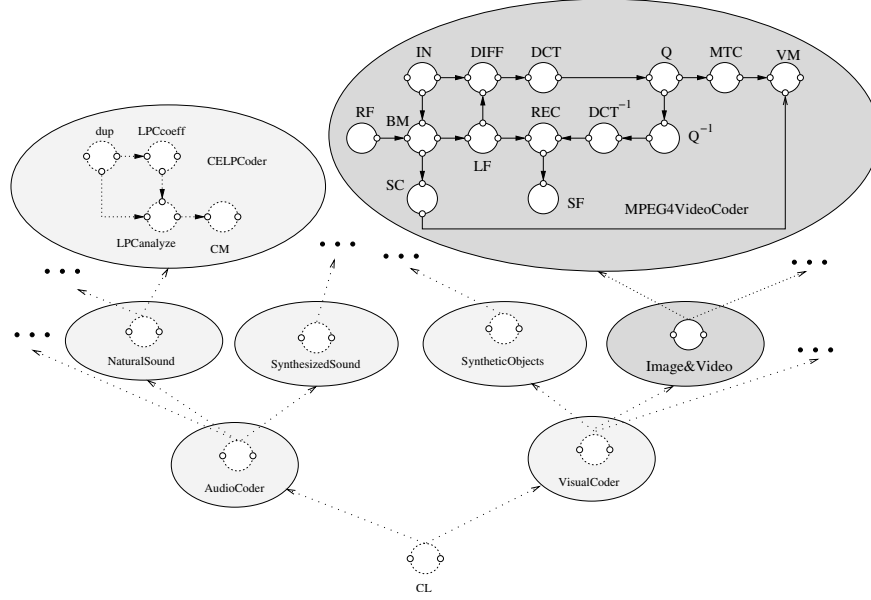 IN DIFF DCT Q MTC VM
RF BM REC DCT⁻¹ Q⁻¹
LF
SC SF
MPEG4VideoCoder
dup LPCcoeff
CELPCoder
LPCanalyze CM
NaturalSound SynthesizedSound SyntheticObjects Image&Video
AudioCoder VisualCoder
CL